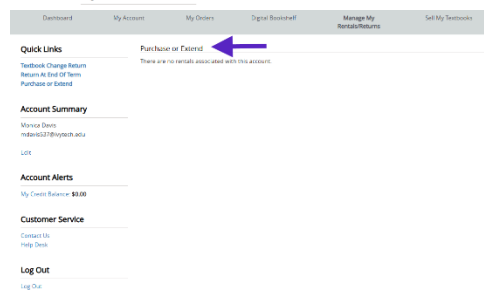 Dashboard
My Account
My Orders
Digital Bookshelf
Manage My
Rentals/Returns
Sell My Textbooks
Quick Links
Textbook Change Return
Return At End Of Term
Purchase or Extend
Account Summary
Monica Davis
mdavis537@ivytech.edu
Edit
Account Alerts
My Credit Balance: $0.00
Customer Service
Contact Us
Help Desk
Log Out
Log Out
Purchase or Extend
There are no rentals associated with this account.